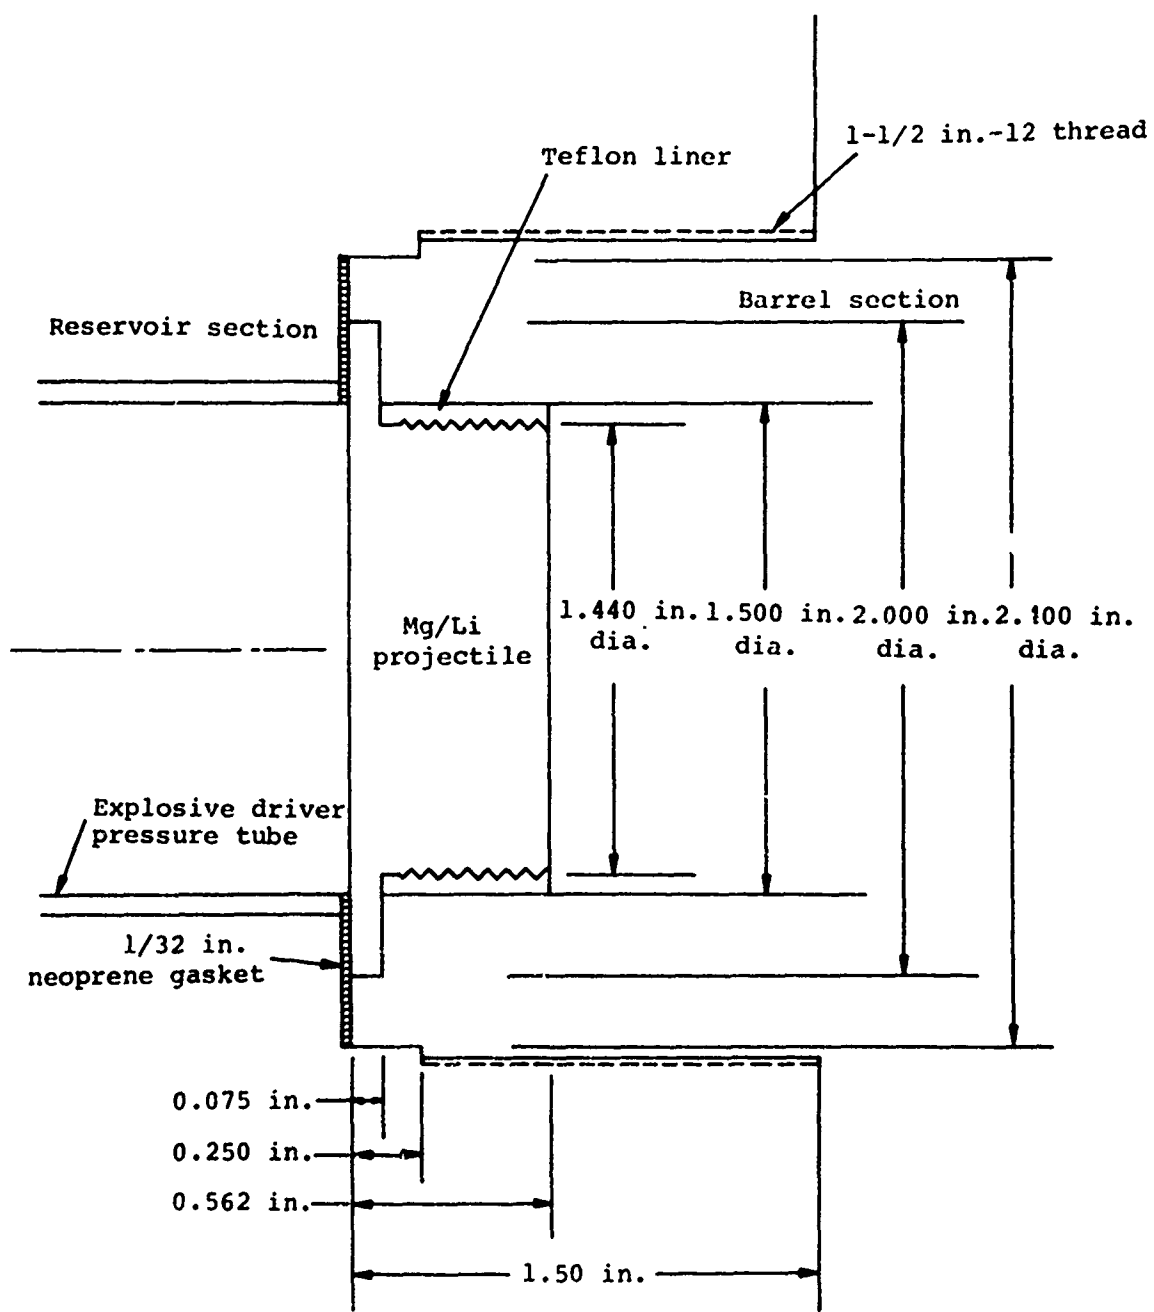 1-1/2 in.-12 thread
Teflon liner
Barrel section
Reservoir section
1.440 in.
dia.
1.500 in.
dia.
2.000 in.
dia.
in.
dia.
Mg/Li
projectile
Explosive driver
pressure tube
1/32 in.
neoprene gasket
0.075 in.
0.250 in.
0.562 in.
1.50 in.